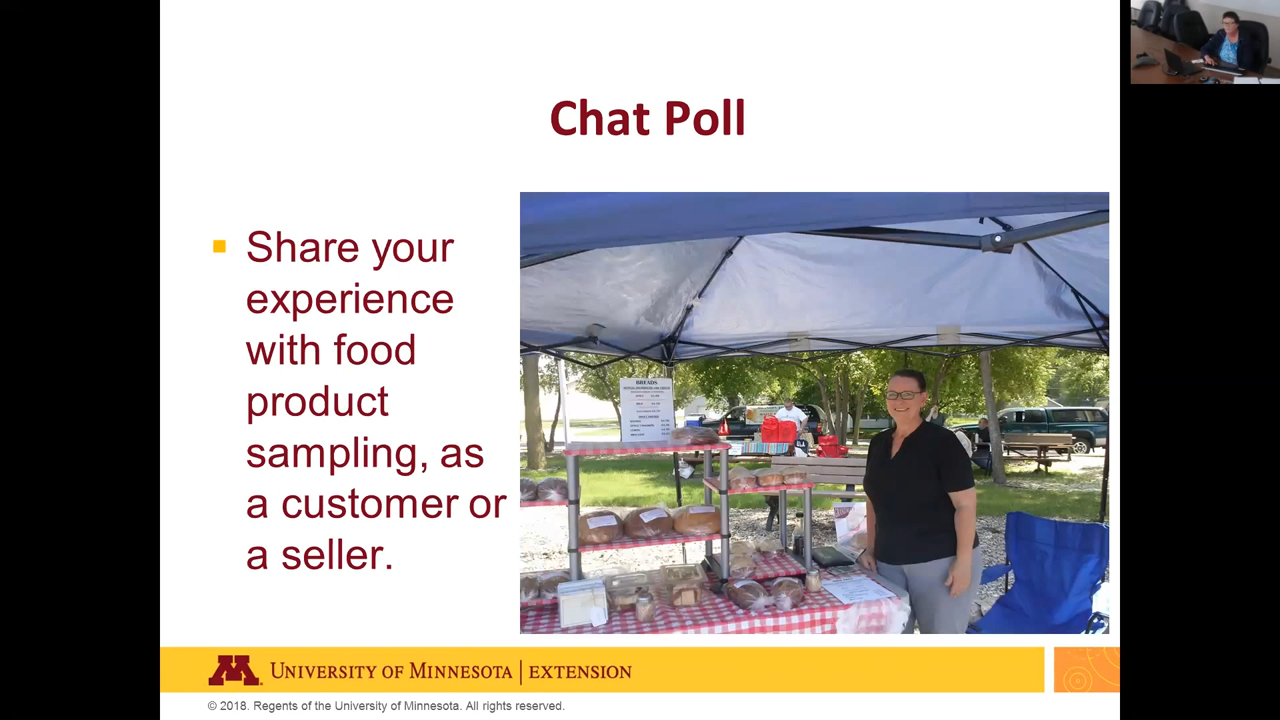 Chat Poll
Share your
experience
with food
product
sampling, as
a customer or
a seller.
BREADS
UNIVERSITY OF MINNESOTA | EXTENSION
© 2018. Regents of the University of Minnesota. All rights reserved.